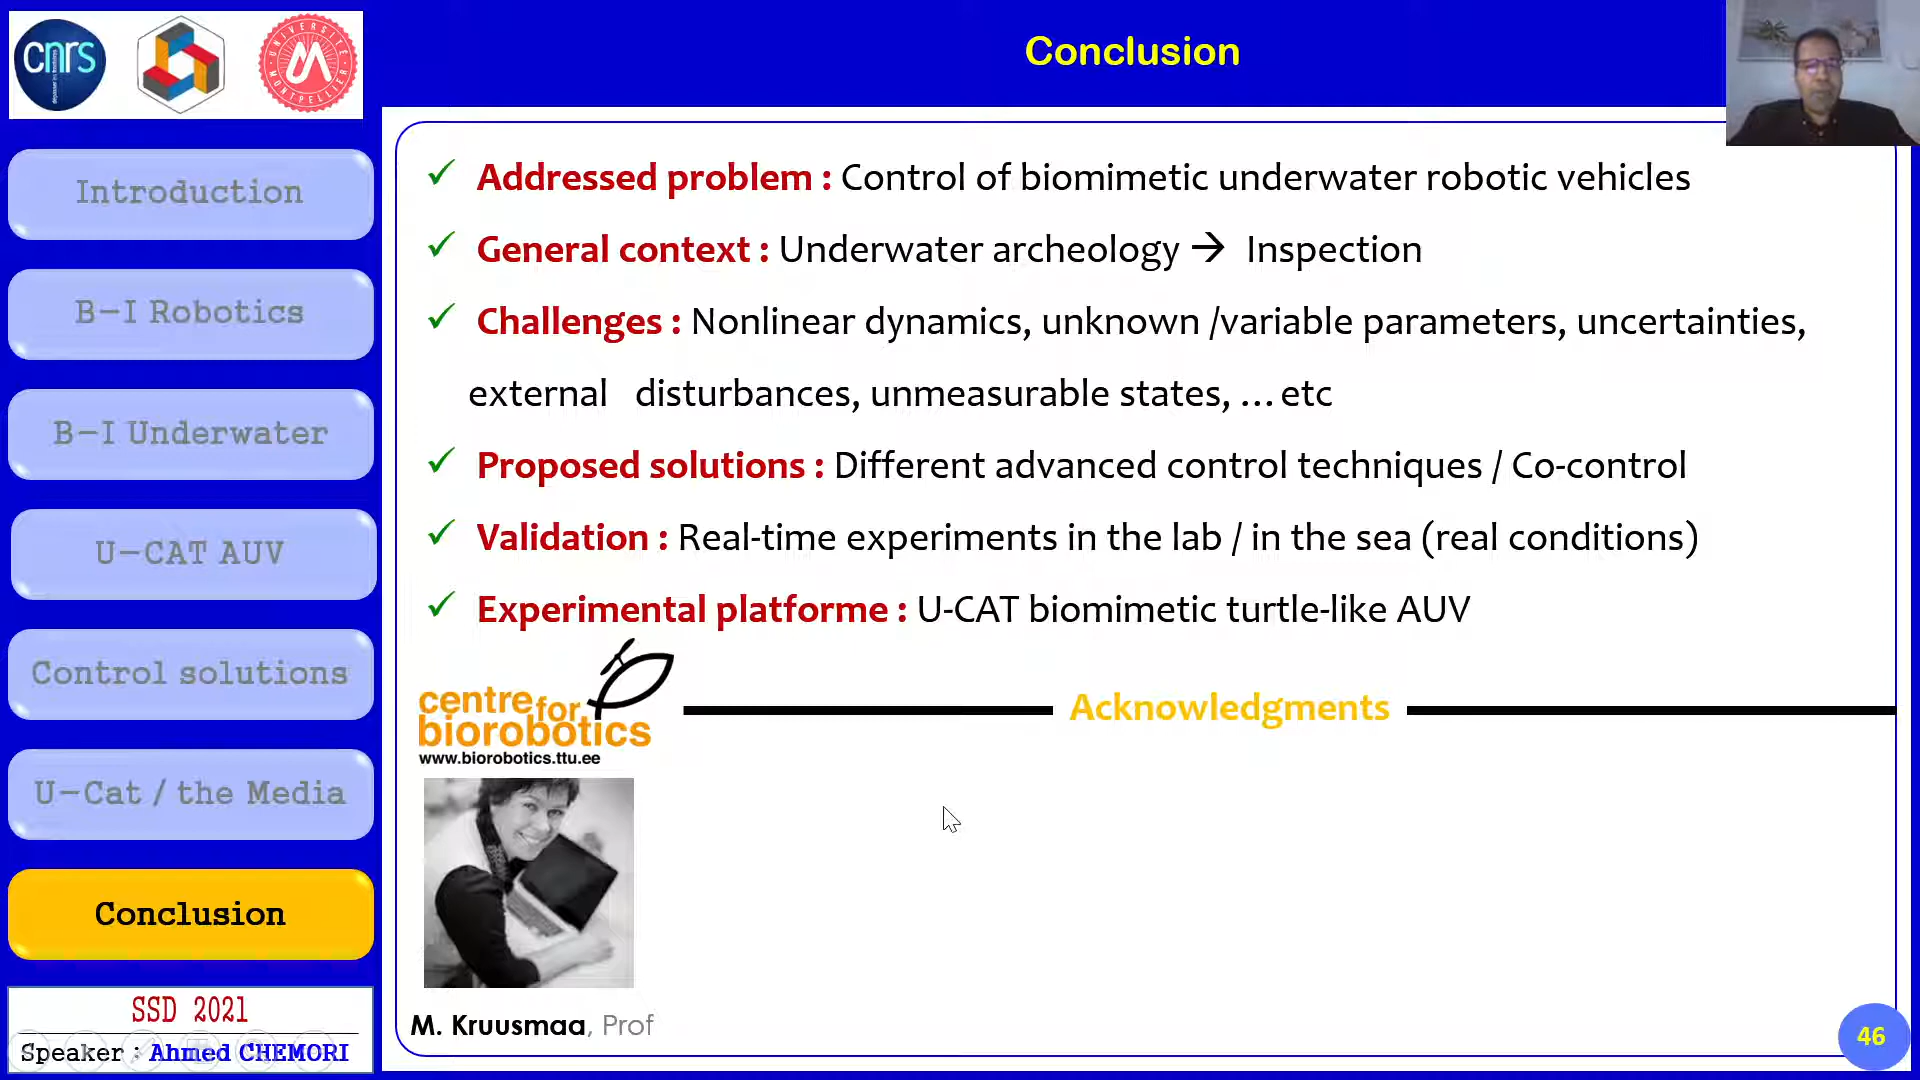 cnrs
UNIVERSITÉ
MONTPELLIER
Conclusion
Introduction
B-I Robotics
B-I Underwater
U-CAT AUV
Control solutions
U-Cat / the Media
Conclusion
SSD 2021
Speaker : Ahmed CHEMORI
✓ Addressed problem : Control of biomimetic underwater robotic vehicles
✓ General context : Underwater archeology → Inspection
✓ Challenges : Nonlinear dynamics, unknown /variable parameters, uncertainties,
external disturbances, unmeasurable states, … etc
✓ Proposed solutions : Different advanced control techniques / Co-control
✓ Validation : Real-time experiments in the lab / in the sea (real conditions)
✓ Experimental platforme : U-CAT biomimetic turtle-like AUV
centre for
biorobotics
www.biorobotics.ttu.ee
Acknowledgments
M. Kruusmaa, Prof
46